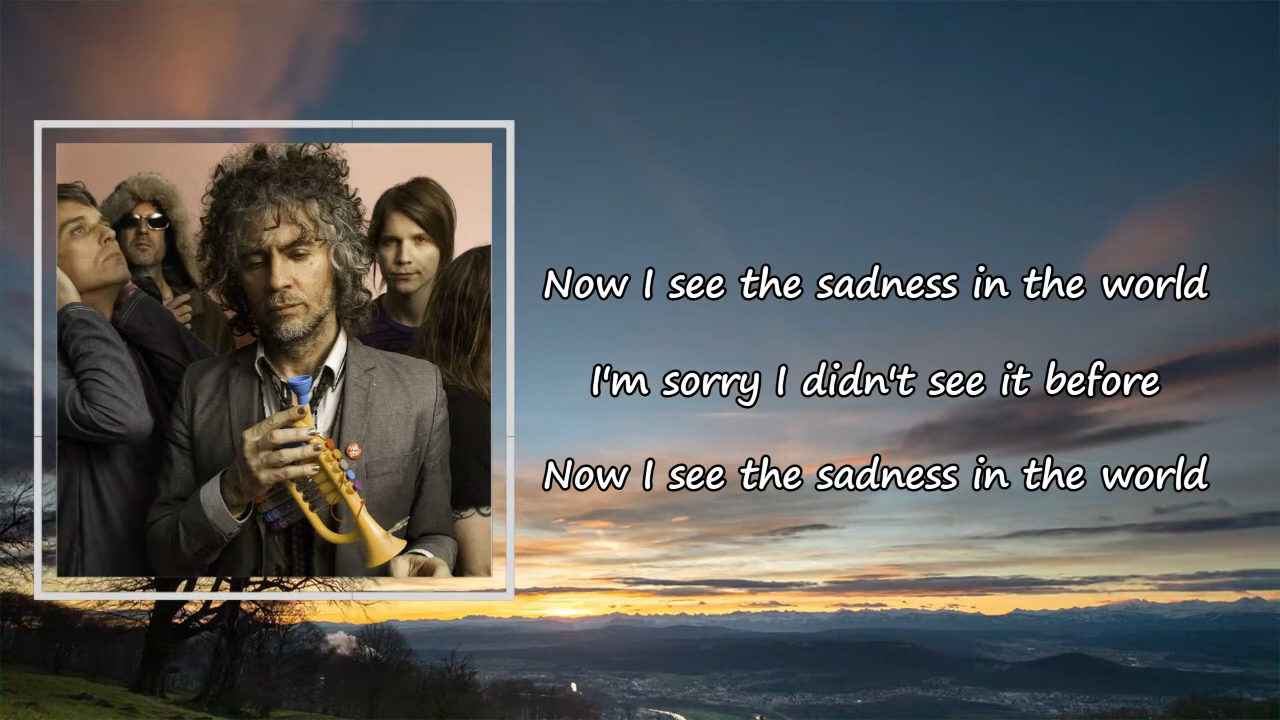 Now I see the sadness in the world
I'm sorry I didn't see it before
Now I see the sadness in the world